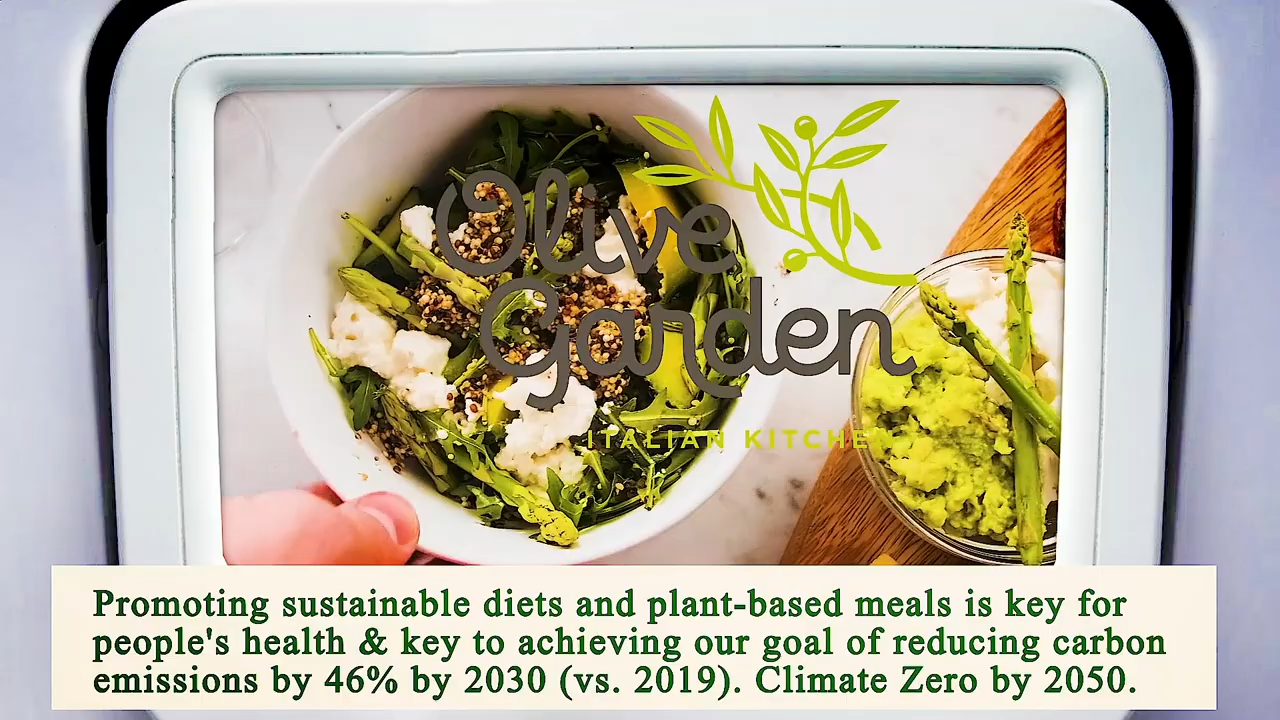 Olive
Garden
ITALIAN KITCHEN
Promoting sustainable diets and plant-based meals is key for
people's health & key to achieving our goal of reducing carbon
emissions by 46% by 2030 (vs. 2019). Climate Zero by 2050.